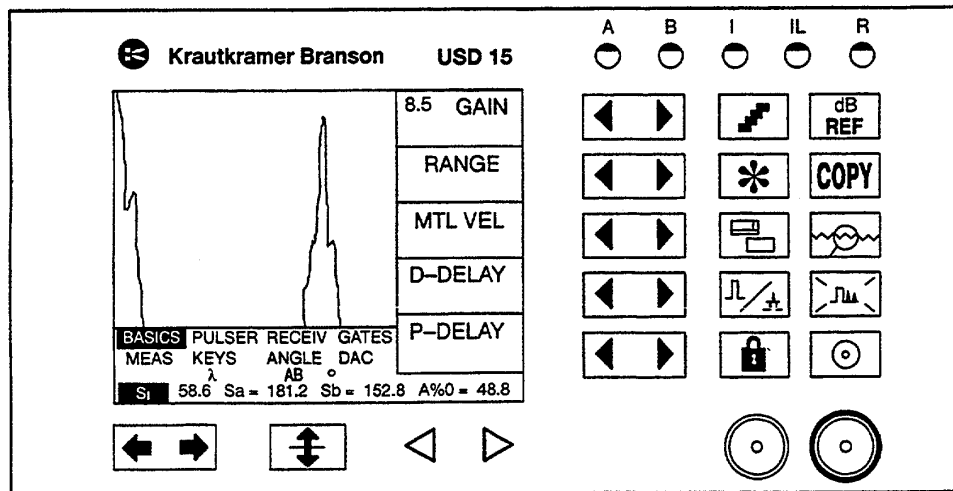 A B I IL R
Krautkramer Branson USD 15
8.5 GAIN
RANGE
MTL VEL
D–DELAY
P–DELAY
BASICS PULSER RECEIV GATES
MEAS KEYS ANGLE DAC
λ AB °
SI 58.6 Sa = 181.2 Sb = 152.8 A%0 = 48.8
dB
REF
COPY